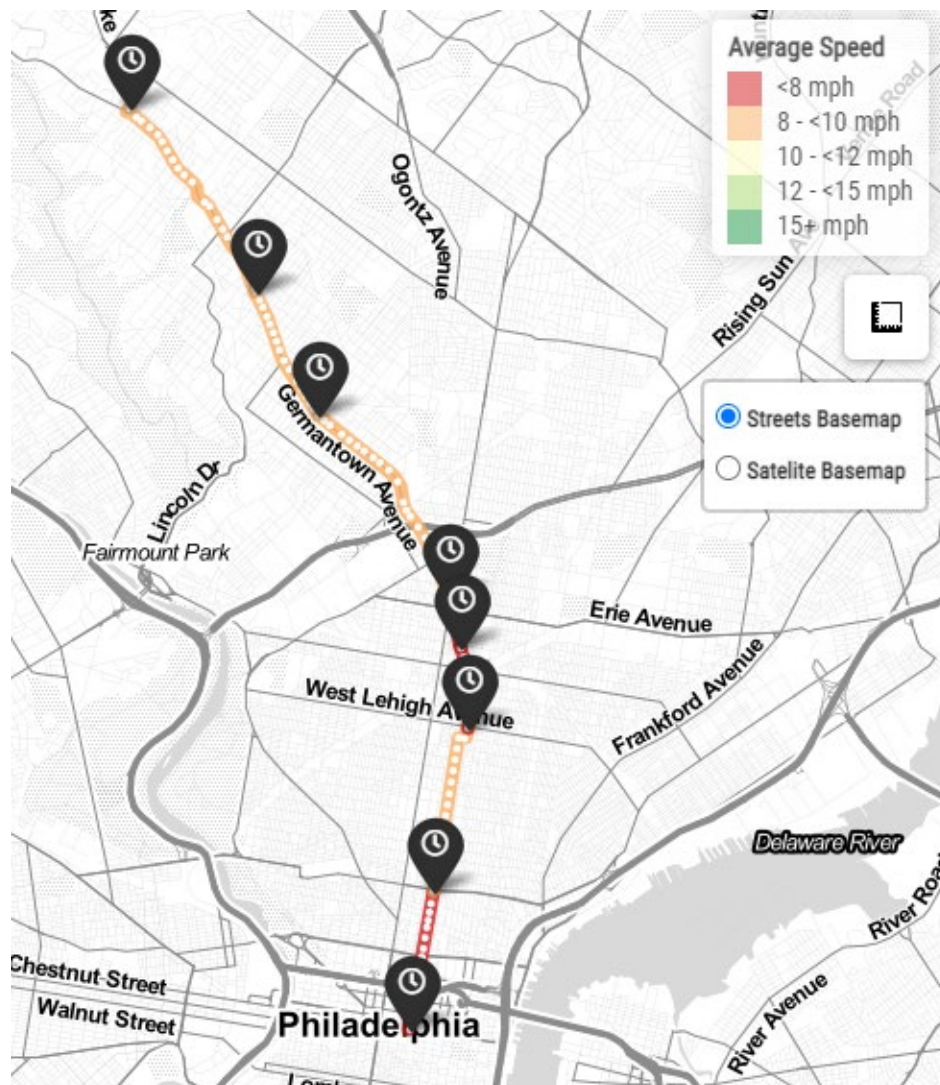 ke
Average Speed
<8 mph
8 - <10 mph
10 - <12 mph
12 - <15 mph
15+ mph
Ogontz Avenue
Rising Sun Ave
Streets Basemap
Satelite Basemap
Germantown Avenue
Lincoln Dr
Fairmount Park
Erie Avenue
West Lehigh Avenue
Frankford Avenue
Delaware River
River Road
Chestnut Street
Walnut Street
Philadelphia
River Avenue